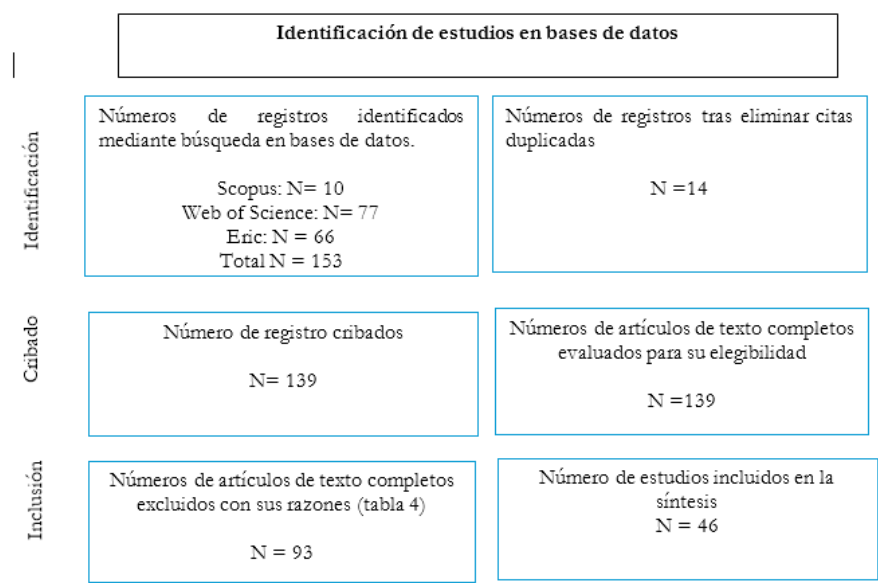 Identificación de estudios en bases de datos
Identificación
Números de registros identificados
mediante búsqueda en bases de datos.
Scopus: N= 10
Web of Science: N= 77
Eric: N = 66
Total N = 153
Números de registros tras eliminar citas
duplicadas
N =14
Cribado
Número de registro cribados
N= 139
Números de artículos de texto completos
evaluados para su elegibilidad
N =139
Inclusión
Números de artículos de texto completos
excluidos con sus razones (tabla 4)
N = 93
Número de estudios incluidos en la
síntesis
N = 46